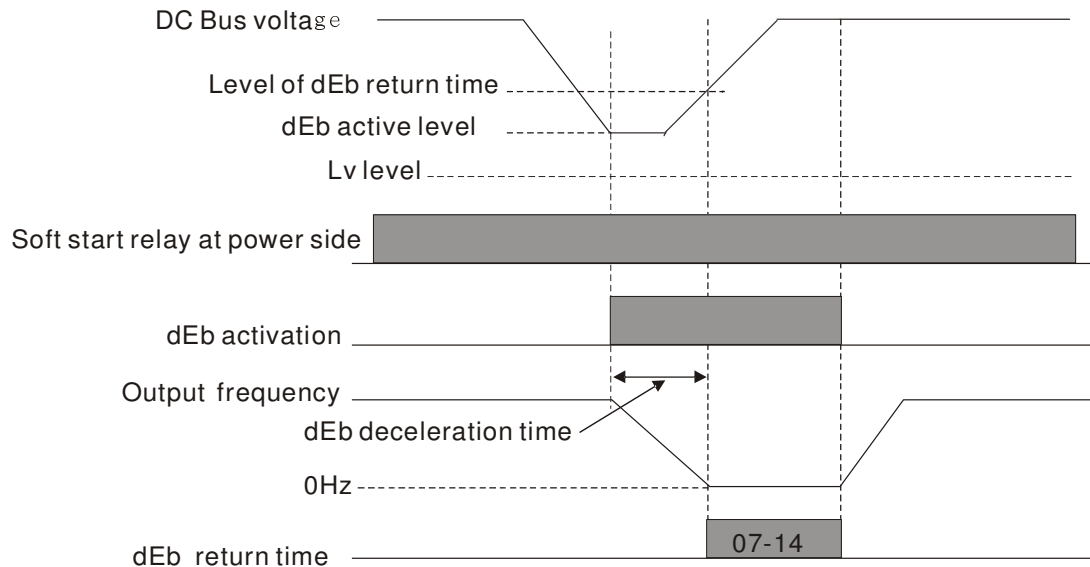 DC Bus voltage
Level of dEb return time
dEb active level
Lv level
Soft start relay at power side
dEb activation
Output frequency
dEb deceleration time
0Hz
07-14
dEb return time